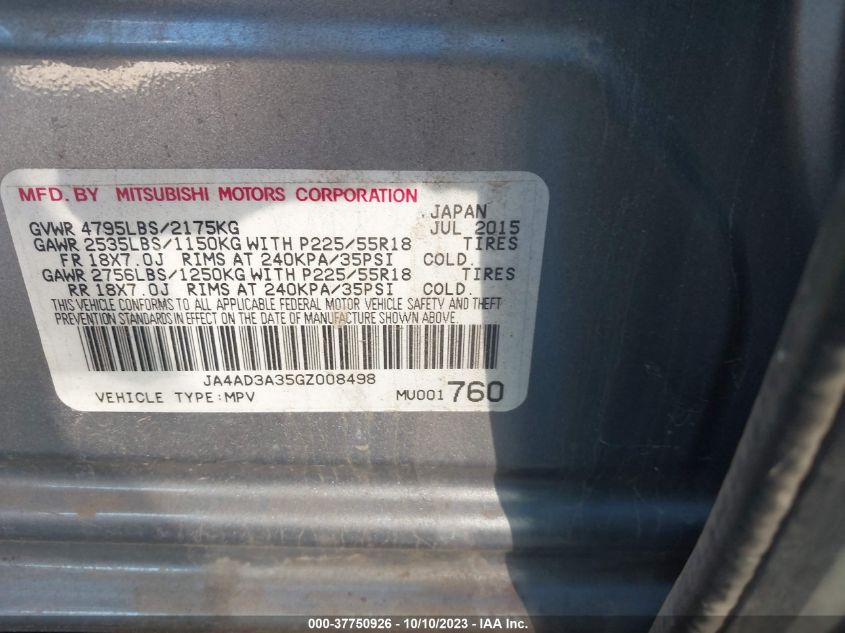 MFD. BY MITSUBISHI MOTORS CORPORATION
JAPAN
GVWR 4795LBS/2175KG JUL 2015
GAWR 2535LBS/1150KG WITH P225/55R18 TIRES
FR 18X7.0J RIMS AT 240KPA/35PSI COLD.
GAWR 2756LBS/1250KG WITH P225/55R18 TIRES
RR 18X7.0J RIMS AT 240KPA/35PSI COLD.
THIS VEHICLE CONFORMS TO ALL APPLICABLE FEDERAL MOTOR VEHICLE SAFETY AND THEFT
PREVENTION STANDARDS IN EFFECT ON THE DATE OF MANUFACTURE SHOWN ABOVE.
JA4AD3A35GZ008498
VEHICLE TYPE:MPV MU001 760
000-37750926 - 10/10/2023 - IAA Inc.